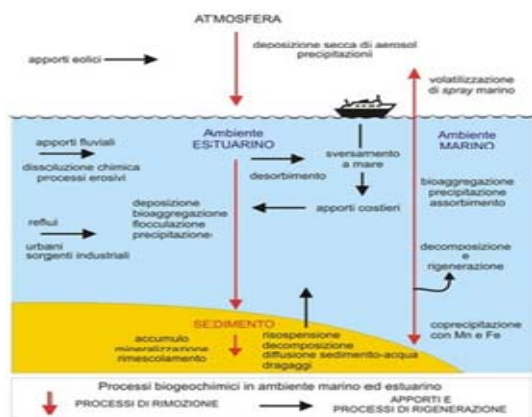 ATMOSFERA
deposizione secca di aerosol
precipitazioni
apporti eolici
volatilizzazione
di spray marino
apporti fluviali
dissoluzione chimica
processi erosivi
Ambiente
ESTUARINO
desorbimento
sversamento
a mare
Ambiente
MARINO
bioaggregazione
precipitazione
assorbimento
deposizione
bioaggregazione
flocculazione
precipitazione
apporti costieri
reflui
urbani
sorgenti industriali
decomposizione
e
rigenerazione
SEDIMENTO
accumulo
mineralizzazione
rimescolamento
risospensione
decomposizione
diffusione sedimento-acqua
dragaggi
coprecipitazione
con Mn e Fe
Processi biogeochimici in ambiente marino ed estuarino
PROCESSI DI RIMOZIONE
APPORTI E
PROCESSI DI RIGENERAZIONE